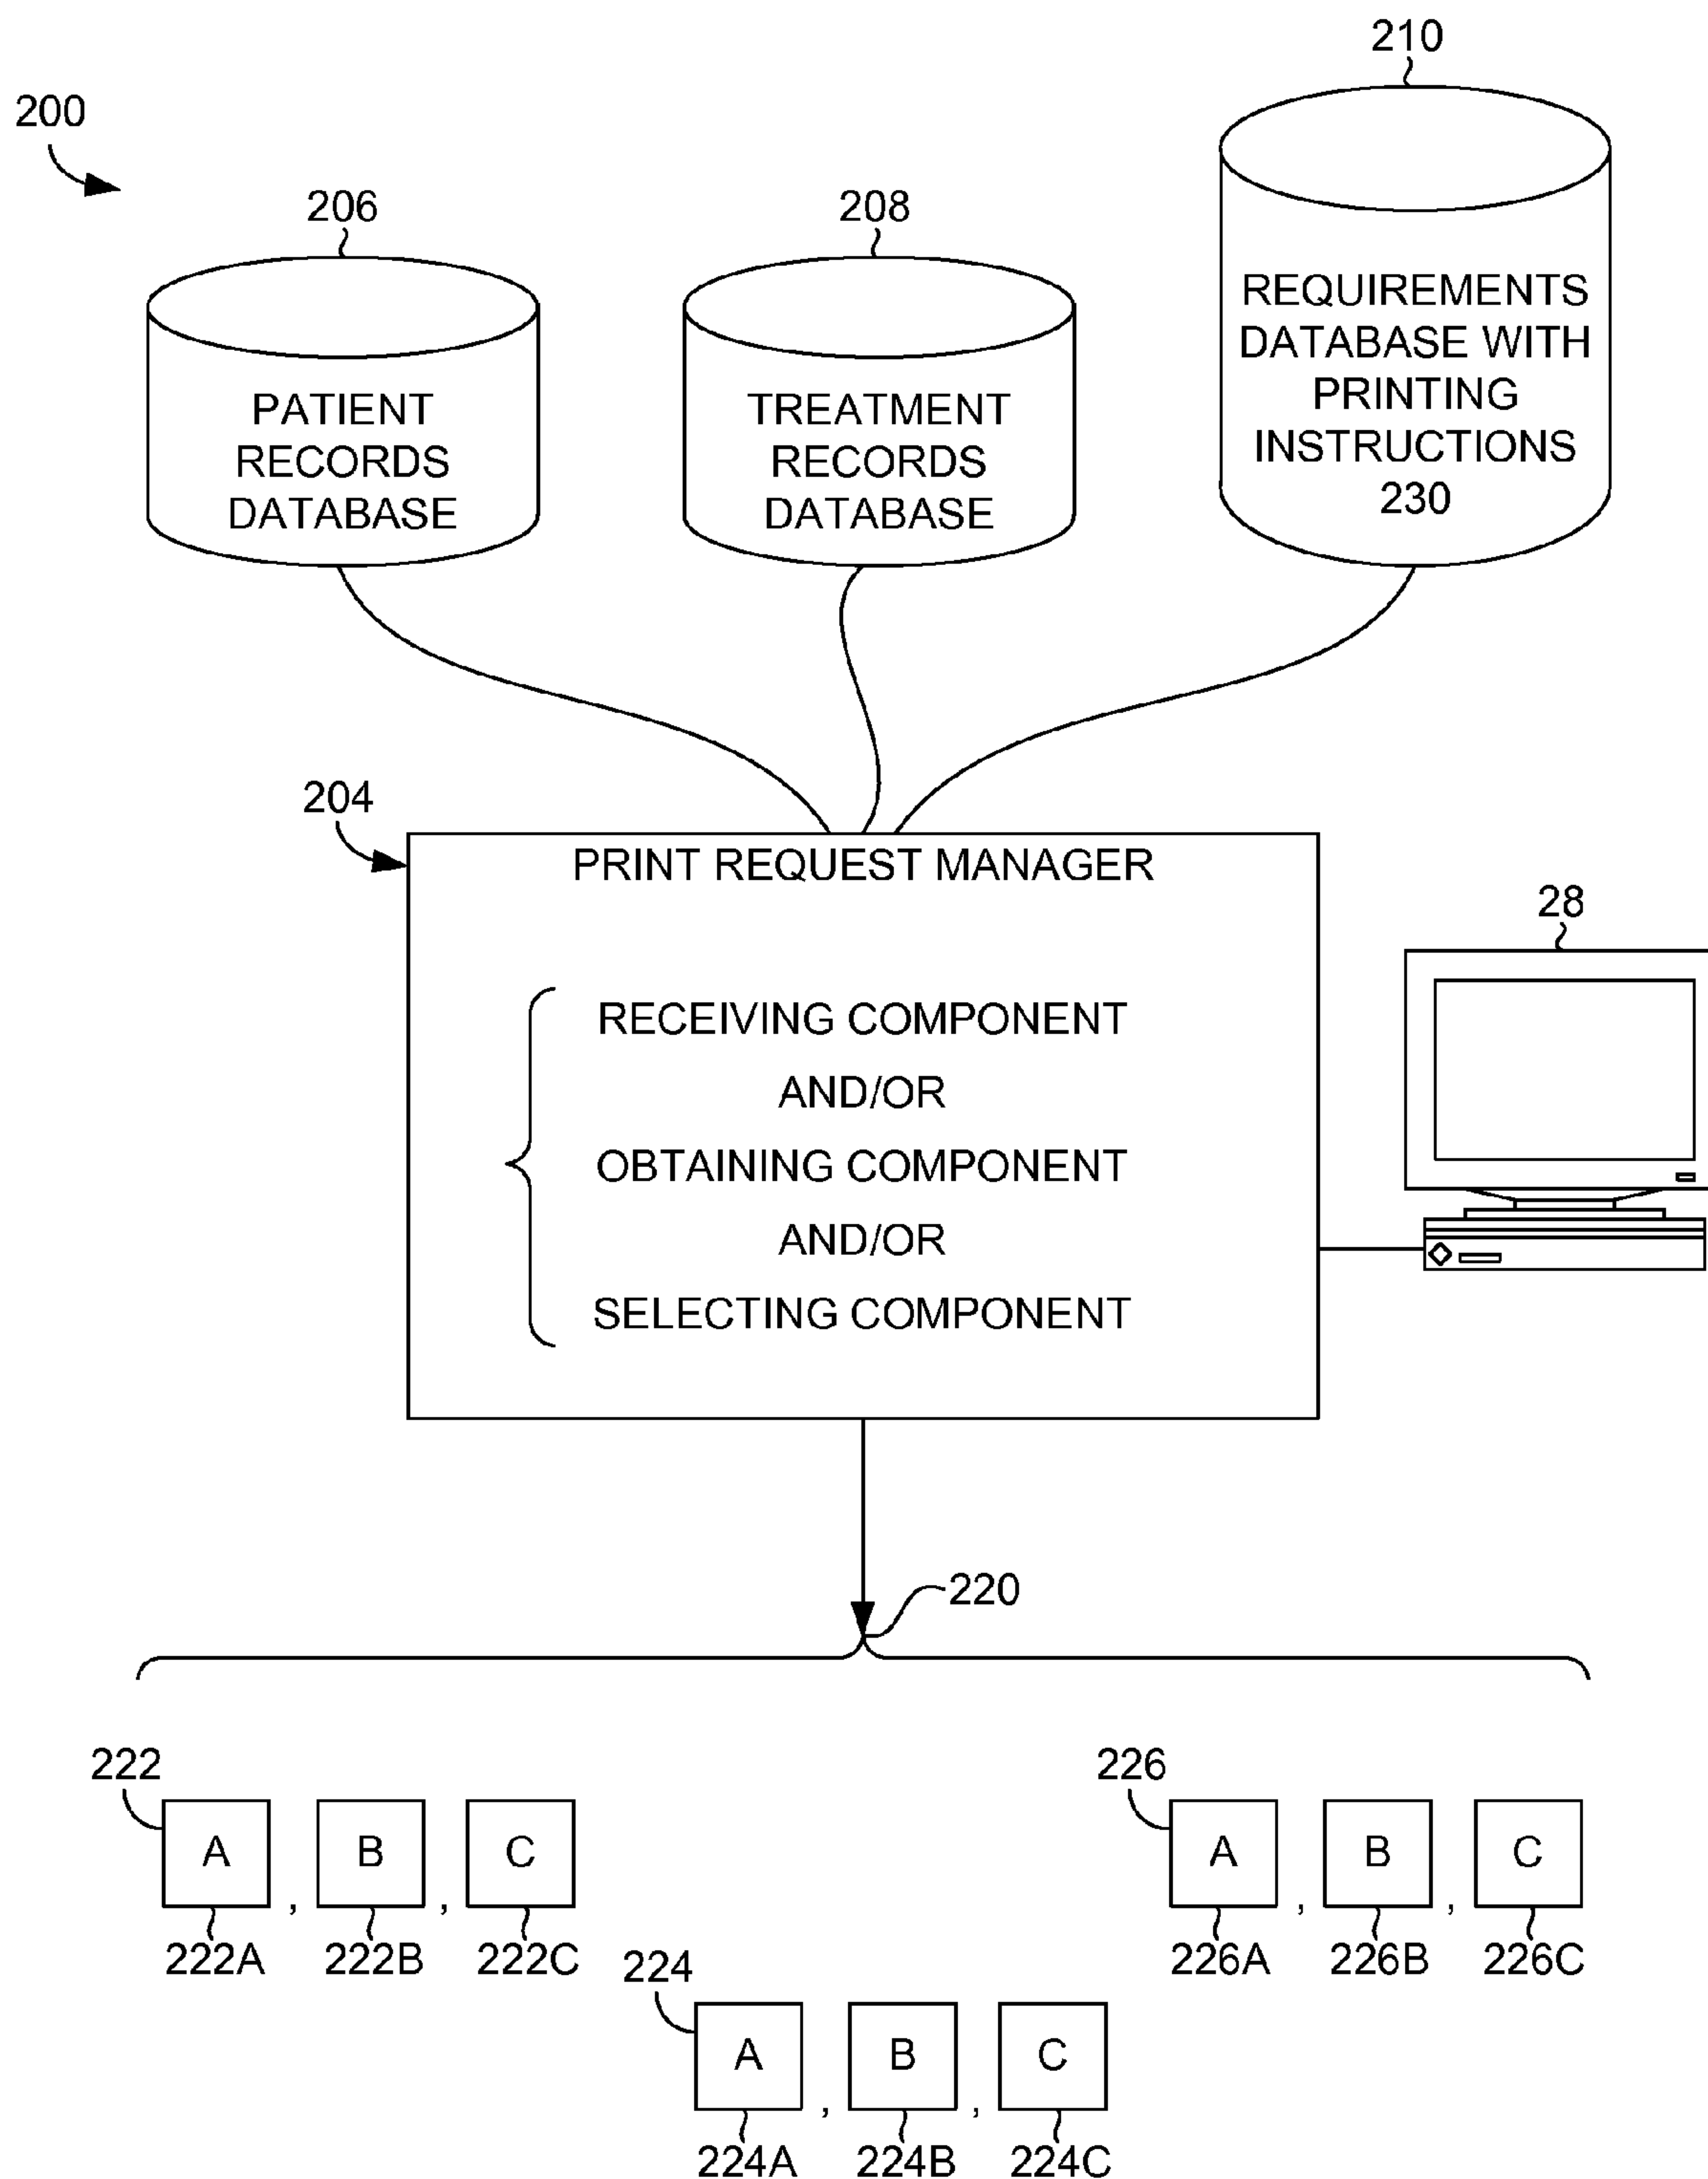 210
200
206
208
REQUIREMENTS
DATABASE WITH
PRINTING
INSTRUCTIONS
230
PATIENT
RECORDS
DATABASE
TREATMENT
RECORDS
DATABASE
204
PRINT REQUEST MANAGER
28
RECEIVING COMPONENT
AND/OR
OBTAINING COMPONENT
AND/OR
SELECTING COMPONENT
220
222
A , B , C
222A 222B 222C
226
A , B , C
226A 226B 226C
224
A , B , C
224A 224B 224C